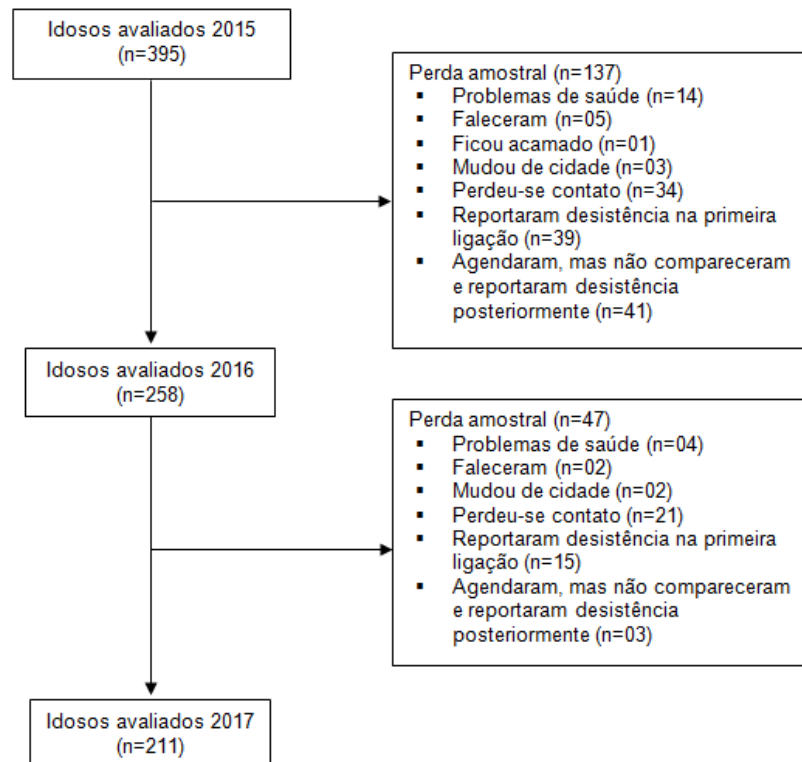 Idosos avaliados 2015
(n=395)
Perda amostral (n=137)
▪ Problemas de saúde (n=14)
▪ Faleceram (n=05)
▪ Ficou acamado (n=01)
▪ Mudou de cidade (n=03)
▪ Perdeu-se contato (n=34)
▪ Reportaram desistência na primeira
ligação (n=39)
▪ Agendaram, mas não compareceram
e reportaram desistência
posteriormente (n=41)
Idosos avaliados 2016
(n=258)
Perda amostral (n=47)
▪ Problemas de saúde (n=04)
▪ Faleceram (n=02)
▪ Mudou de cidade (n=02)
▪ Perdeu-se contato (n=21)
▪ Reportaram desistência na primeira
ligação (n=15)
▪ Agendaram, mas não compareceram
e reportaram desistência
posteriormente (n=03)
Idosos avaliados 2017
(n=211)